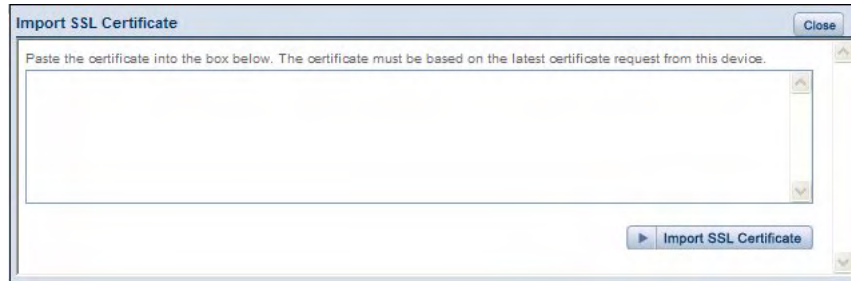 Import SSL Certificate
Close
Paste the certificate into the box below. The certificate must be based on the latest certificate request from this device.
Import SSL Certificate